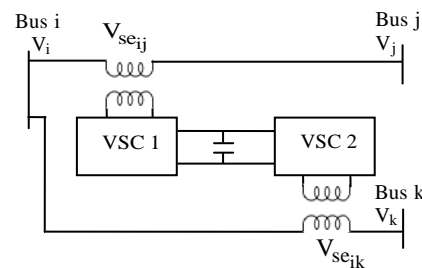 Bus i
V_i
V_se_ij
Bus j
V_j
VSC 1
VSC 2
Bus k
V_k
V_se_ik